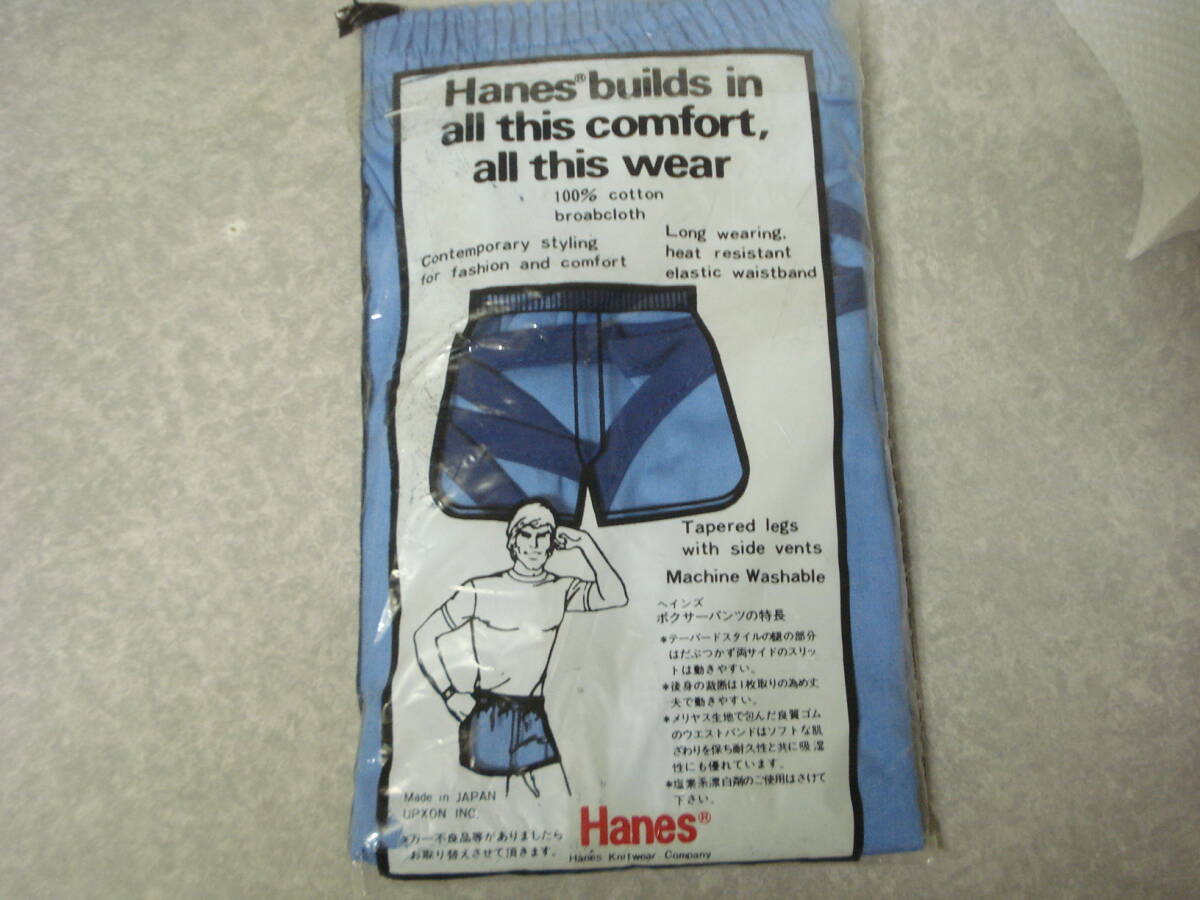 Hanes® builds in
all this comfort,
all this wear
100% cotton
broabcloth
Contemporary styling
for fashion and comfort
Long wearing,
heat resistant
elastic waistband
Tapered legs
with side vents
Machine Washable
ヘインズ
ボクサーパンツの特長
*テーパードスタイルの腿の部分
はだぶつかず両サイドのスリッ
トは動きやすい。
*後身の裁断は1枚取りの為め丈
夫で動きやすい。
*メリヤス生地で包んだ良質ゴム
のウエストバンドはソフトな肌
ざわりを保ち耐久性と共に吸湿
性にも優れています。
*塩素系漂白剤のご使用はさけて
下さい。
Made in JAPAN
UPXON INC.
*万一不良品等がありましたら
お取り替えさせて頂きます。
Hanes®
Hanes Knitwear Company